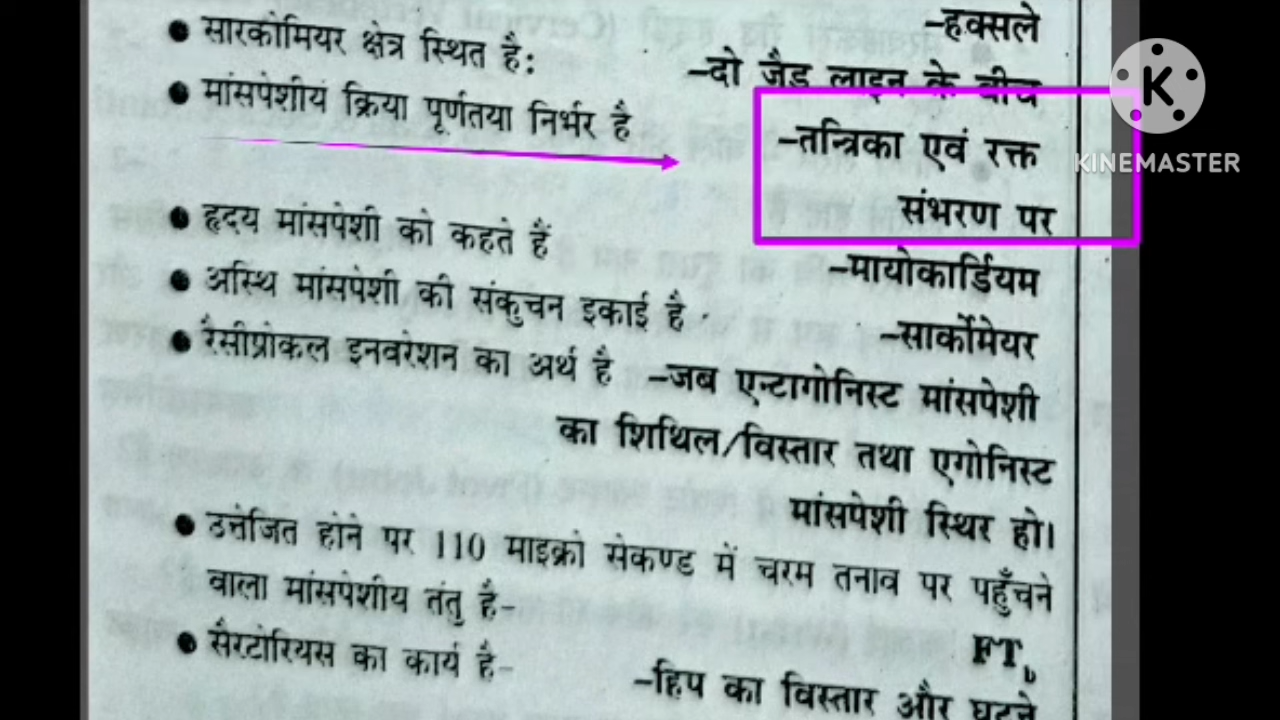 -हक्सले
● सारकोमियर क्षेत्र स्थित है:
-दो जैड लाइन के बीच
● मांसपेशीय क्रिया पूर्णतया निर्भर है
-तन्त्रिका एवं रक्त
संभरण पर
● हृदय मांसपेशी को कहते हैं
-मायोकार्डियम
● अस्थि मांसपेशी की संकुचन इकाई है
-सार्कोमेयर
● रैसीप्रोकल इनवरेशन का अर्थ है -जब एन्टागोनिस्ट मांसपेशी
का शिथिल/विस्तार तथा एगोनिस्ट
मांसपेशी स्थिर हो।
● उत्तेजित होने पर 110 माइक्रो सेकण्ड में चरम तनाव पर पहुँचने
वाला मांसपेशीय तंतु है-
FTb
● सैरटोरियस का कार्य है-
-हिप का विस्तार और घुटने
K
KINEMASTER